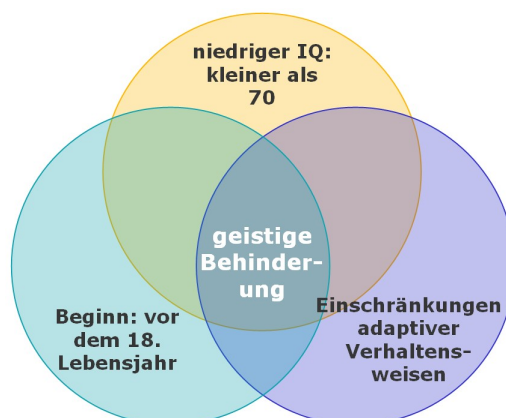 niedriger IQ:
kleiner als
70
geistige
Behinder-
ung
Beginn: vor
dem 18.
Lebensjahr
Einschränkungen
adaptiver
Verhaltens-
weisen